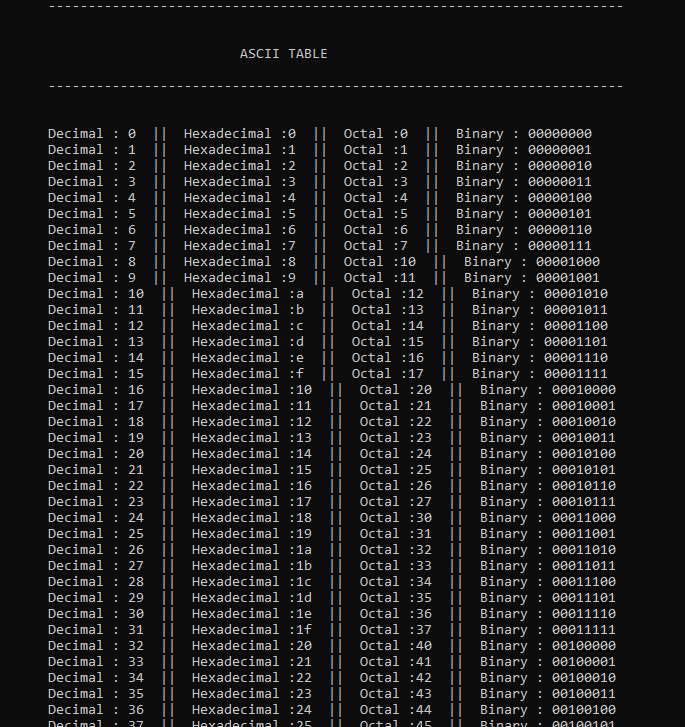 ------------------------------------------------------------------------
ASCII TABLE
------------------------------------------------------------------------
Decimal : 0  ||  Hexadecimal :0  ||  Octal :0  ||  Binary : 00000000
Decimal : 1  ||  Hexadecimal :1  ||  Octal :1  ||  Binary : 00000001
Decimal : 2  ||  Hexadecimal :2  ||  Octal :2  ||  Binary : 00000010
Decimal : 3  ||  Hexadecimal :3  ||  Octal :3  ||  Binary : 00000011
Decimal : 4  ||  Hexadecimal :4  ||  Octal :4  ||  Binary : 00000100
Decimal : 5  ||  Hexadecimal :5  ||  Octal :5  ||  Binary : 00000101
Decimal : 6  ||  Hexadecimal :6  ||  Octal :6  ||  Binary : 00000110
Decimal : 7  ||  Hexadecimal :7  ||  Octal :7  ||  Binary : 00000111
Decimal : 8  ||  Hexadecimal :8  ||  Octal :10  ||  Binary : 00001000
Decimal : 9  ||  Hexadecimal :9  ||  Octal :11  ||  Binary : 00001001
Decimal : 10  ||  Hexadecimal :a  ||  Octal :12  ||  Binary : 00001010
Decimal : 11  ||  Hexadecimal :b  ||  Octal :13  ||  Binary : 00001011
Decimal : 12  ||  Hexadecimal :c  ||  Octal :14  ||  Binary : 00001100
Decimal : 13  ||  Hexadecimal :d  ||  Octal :15  ||  Binary : 00001101
Decimal : 14  ||  Hexadecimal :e  ||  Octal :16  ||  Binary : 00001110
Decimal : 15  ||  Hexadecimal :f  ||  Octal :17  ||  Binary : 00001111
Decimal : 16  ||  Hexadecimal :10  ||  Octal :20  ||  Binary : 00010000
Decimal : 17  ||  Hexadecimal :11  ||  Octal :21  ||  Binary : 00010001
Decimal : 18  ||  Hexadecimal :12  ||  Octal :22  ||  Binary : 00010010
Decimal : 19  ||  Hexadecimal :13  ||  Octal :23  ||  Binary : 00010011
Decimal : 20  ||  Hexadecimal :14  ||  Octal :24  ||  Binary : 00010100
Decimal : 21  ||  Hexadecimal :15  ||  Octal :25  ||  Binary : 00010101
Decimal : 22  ||  Hexadecimal :16  ||  Octal :26  ||  Binary : 00010110
Decimal : 23  ||  Hexadecimal :17  ||  Octal :27  ||  Binary : 00010111
Decimal : 24  ||  Hexadecimal :18  ||  Octal :30  ||  Binary : 00011000
Decimal : 25  ||  Hexadecimal :19  ||  Octal :31  ||  Binary : 00011001
Decimal : 26  ||  Hexadecimal :1a  ||  Octal :32  ||  Binary : 00011010
Decimal : 27  ||  Hexadecimal :1b  ||  Octal :33  ||  Binary : 00011011
Decimal : 28  ||  Hexadecimal :1c  ||  Octal :34  ||  Binary : 00011100
Decimal : 29  ||  Hexadecimal :1d  ||  Octal :35  ||  Binary : 00011101
Decimal : 30  ||  Hexadecimal :1e  ||  Octal :36  ||  Binary : 00011110
Decimal : 31  ||  Hexadecimal :1f  ||  Octal :37  ||  Binary : 00011111
Decimal : 32  ||  Hexadecimal :20  ||  Octal :40  ||  Binary : 00100000
Decimal : 33  ||  Hexadecimal :21  ||  Octal :41  ||  Binary : 00100001
Decimal : 34  ||  Hexadecimal :22  ||  Octal :42  ||  Binary : 00100010
Decimal : 35  ||  Hexadecimal :23  ||  Octal :43  ||  Binary : 00100011
Decimal : 36  ||  Hexadecimal :24  ||  Octal :44  ||  Binary : 00100100
Decimal : 37  ||  Hexadecimal :25  ||  Octal :45  ||  Binary : 00100101